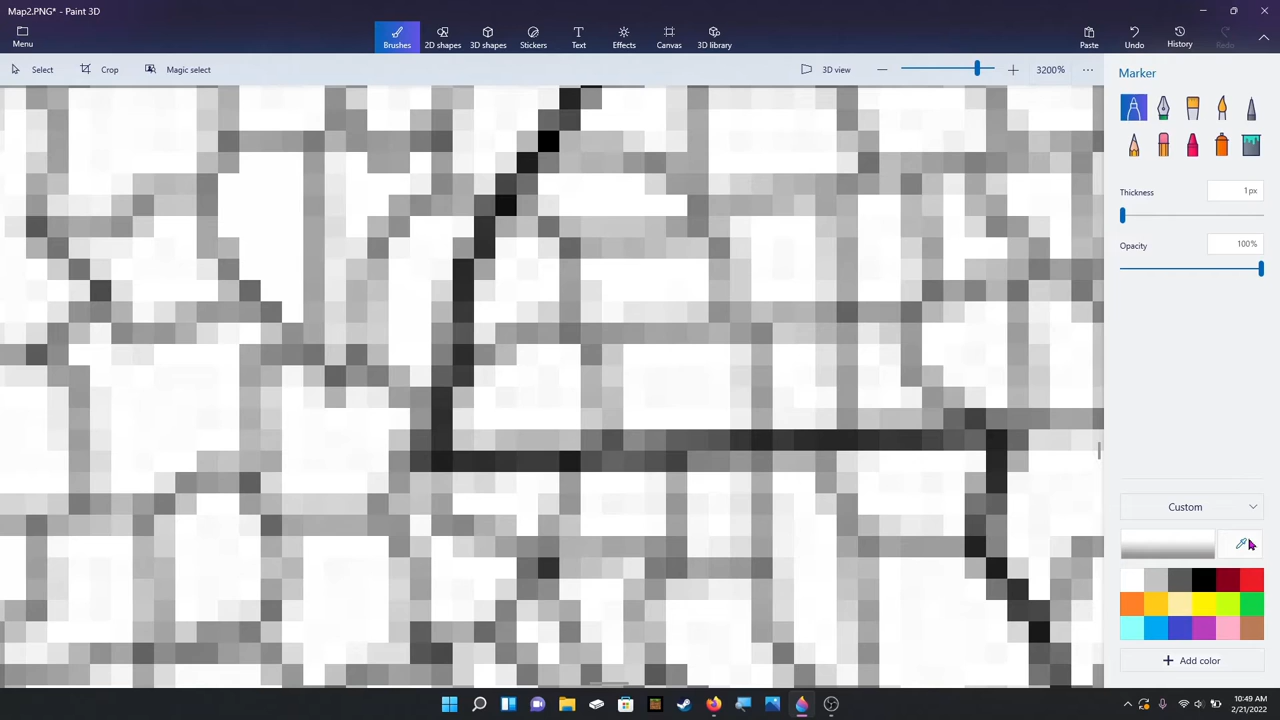 Map2.PNG* - Paint 3D
Menu
Brushes
2D shapes
3D shapes
Stickers
Text
Effects
Canvas
3D library
Paste
Undo
History
Redo
Select
Crop
Magic select
3D view
3200%
Marker
Thickness
1px
Opacity
100%
Custom
Add color
10:49 AM
2/21/2022